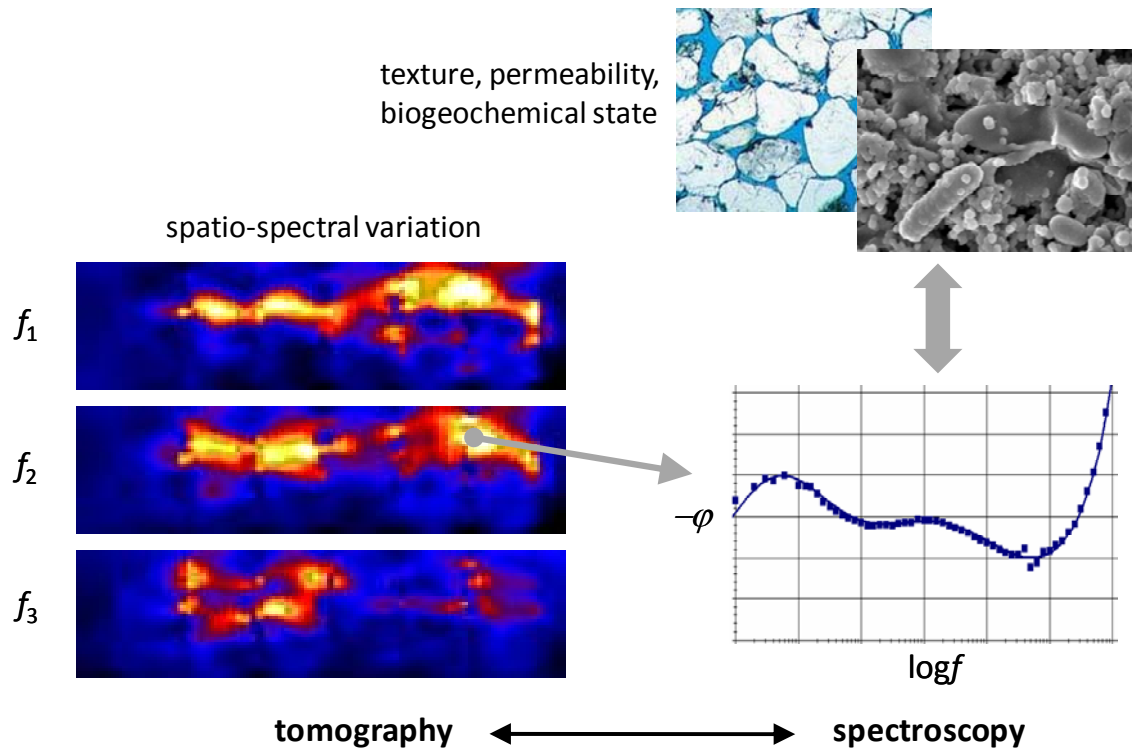 texture, permeability,
biogeochemical state
spatio-spectral variation
f1
f2
f3
−φ
logf
tomography
spectroscopy